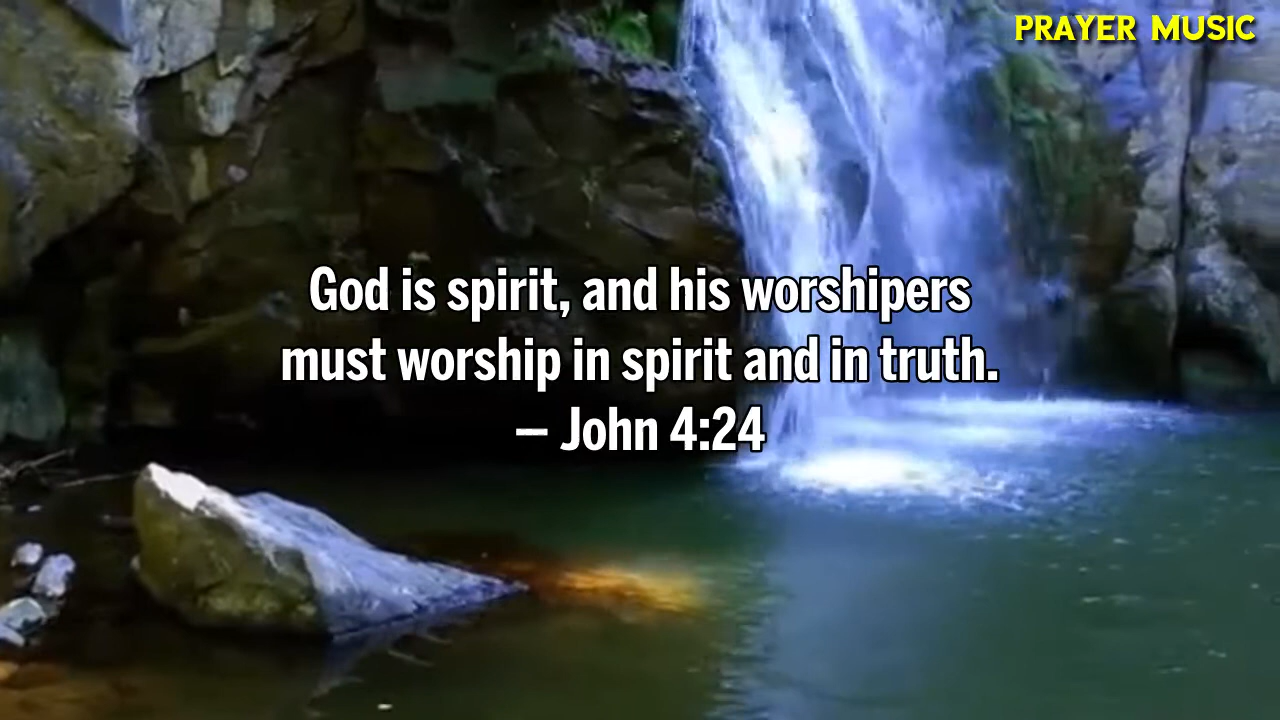 PRAYER MUSIC
God is spirit, and his worshipers
must worship in spirit and in truth.
– John 4:24